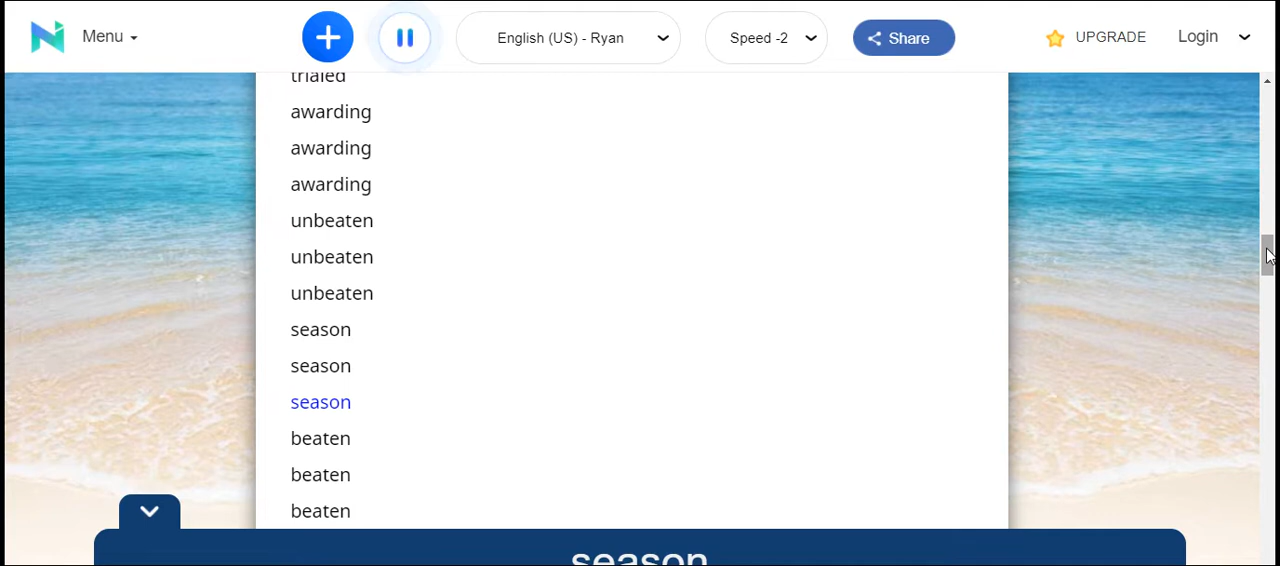 Menu
English (US) - Ryan
Speed -2
Share
UPGRADE
Login
trialed
awarding
awarding
awarding
unbeaten
unbeaten
unbeaten
season
season
season
beaten
beaten
beaten
season